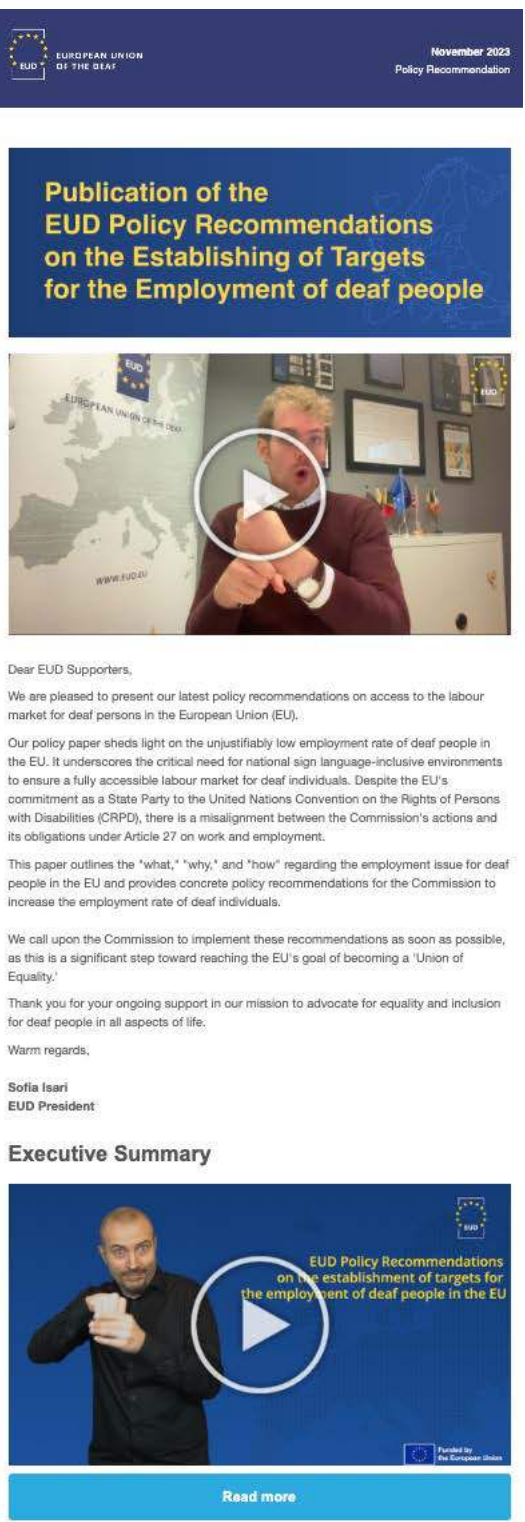 EUD
EUROPEAN UNION
OF THE DEAF
November 2023
Policy Recommendation
Publication of the
EUD Policy Recommendations
on the Establishing of Targets
for the Employment of deaf people
EUD
EUROPEAN UNION OF THE DEAF
WWW.EUD.EU
EUD
Dear EUD Supporters,
We are pleased to present our latest policy recommendations on access to the labour
market for deaf persons in the European Union (EU).
Our policy paper sheds light on the unjustifiably low employment rate of deaf people in
the EU. It underscores the critical need for national sign language-inclusive environments
to ensure a fully accessible labour market for deaf individuals. Despite the EU's
commitment as a State Party to the United Nations Convention on the Rights of Persons
with Disabilities (CRPD), there is a misalignment between the Commission's actions and
its obligations under Article 27 on work and employment.
This paper outlines the "what," "why," and "how" regarding the employment issue for deaf
people in the EU and provides concrete policy recommendations for the Commission to
increase the employment rate of deaf individuals.
We call upon the Commission to implement these recommendations as soon as possible,
as this is a significant step toward reaching the EU's goal of becoming a 'Union of
Equality.'
Thank you for your ongoing support in our mission to advocate for equality and inclusion
for deaf people in all aspects of life.
Warm regards,
Sofia Isari
EUD President
Executive Summary
EUD
EUD Policy Recommendations
on the establishment of targets for
the employment of deaf people in the EU
Funded by
the European Union
Read more